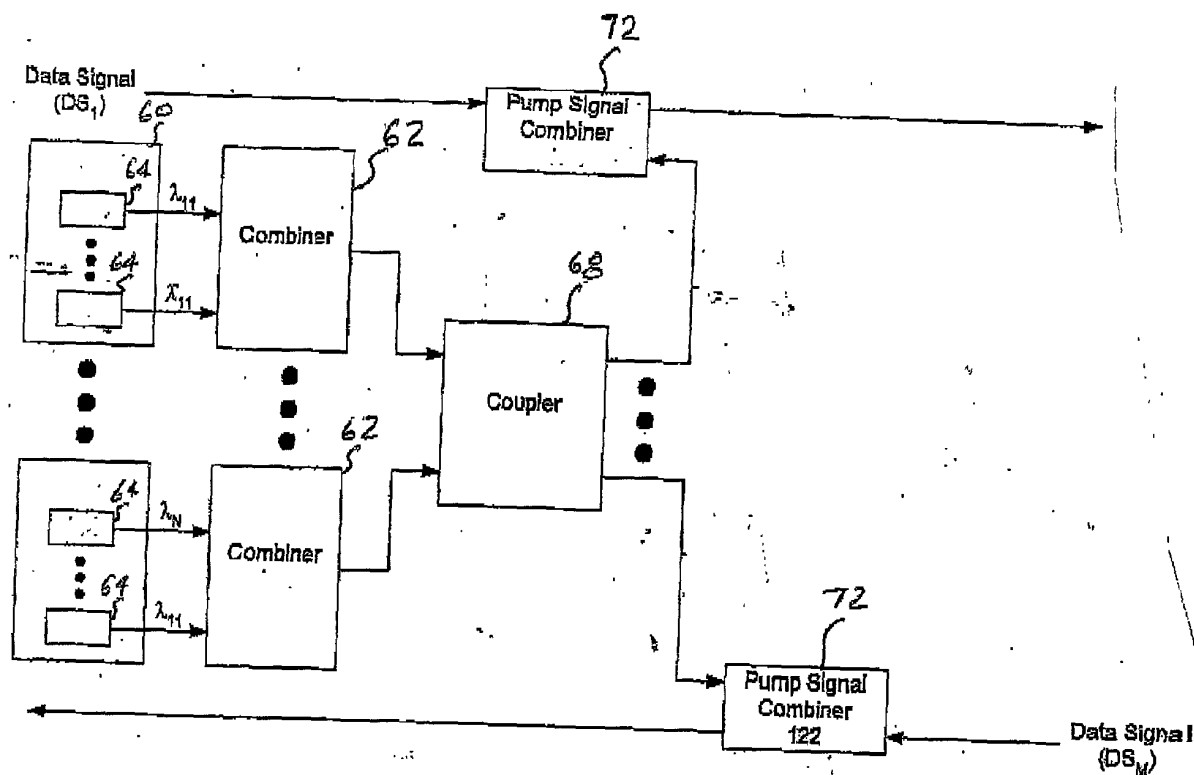 72
Data Signal
(DS1)
60
Pump Signal
Combiner
62
64
λ11
Combiner
64
λ11
68
Coupler
62
64
λN
Combiner
64
λ11
72
Pump Signal
Combiner
122
Data Signal
(DSM)